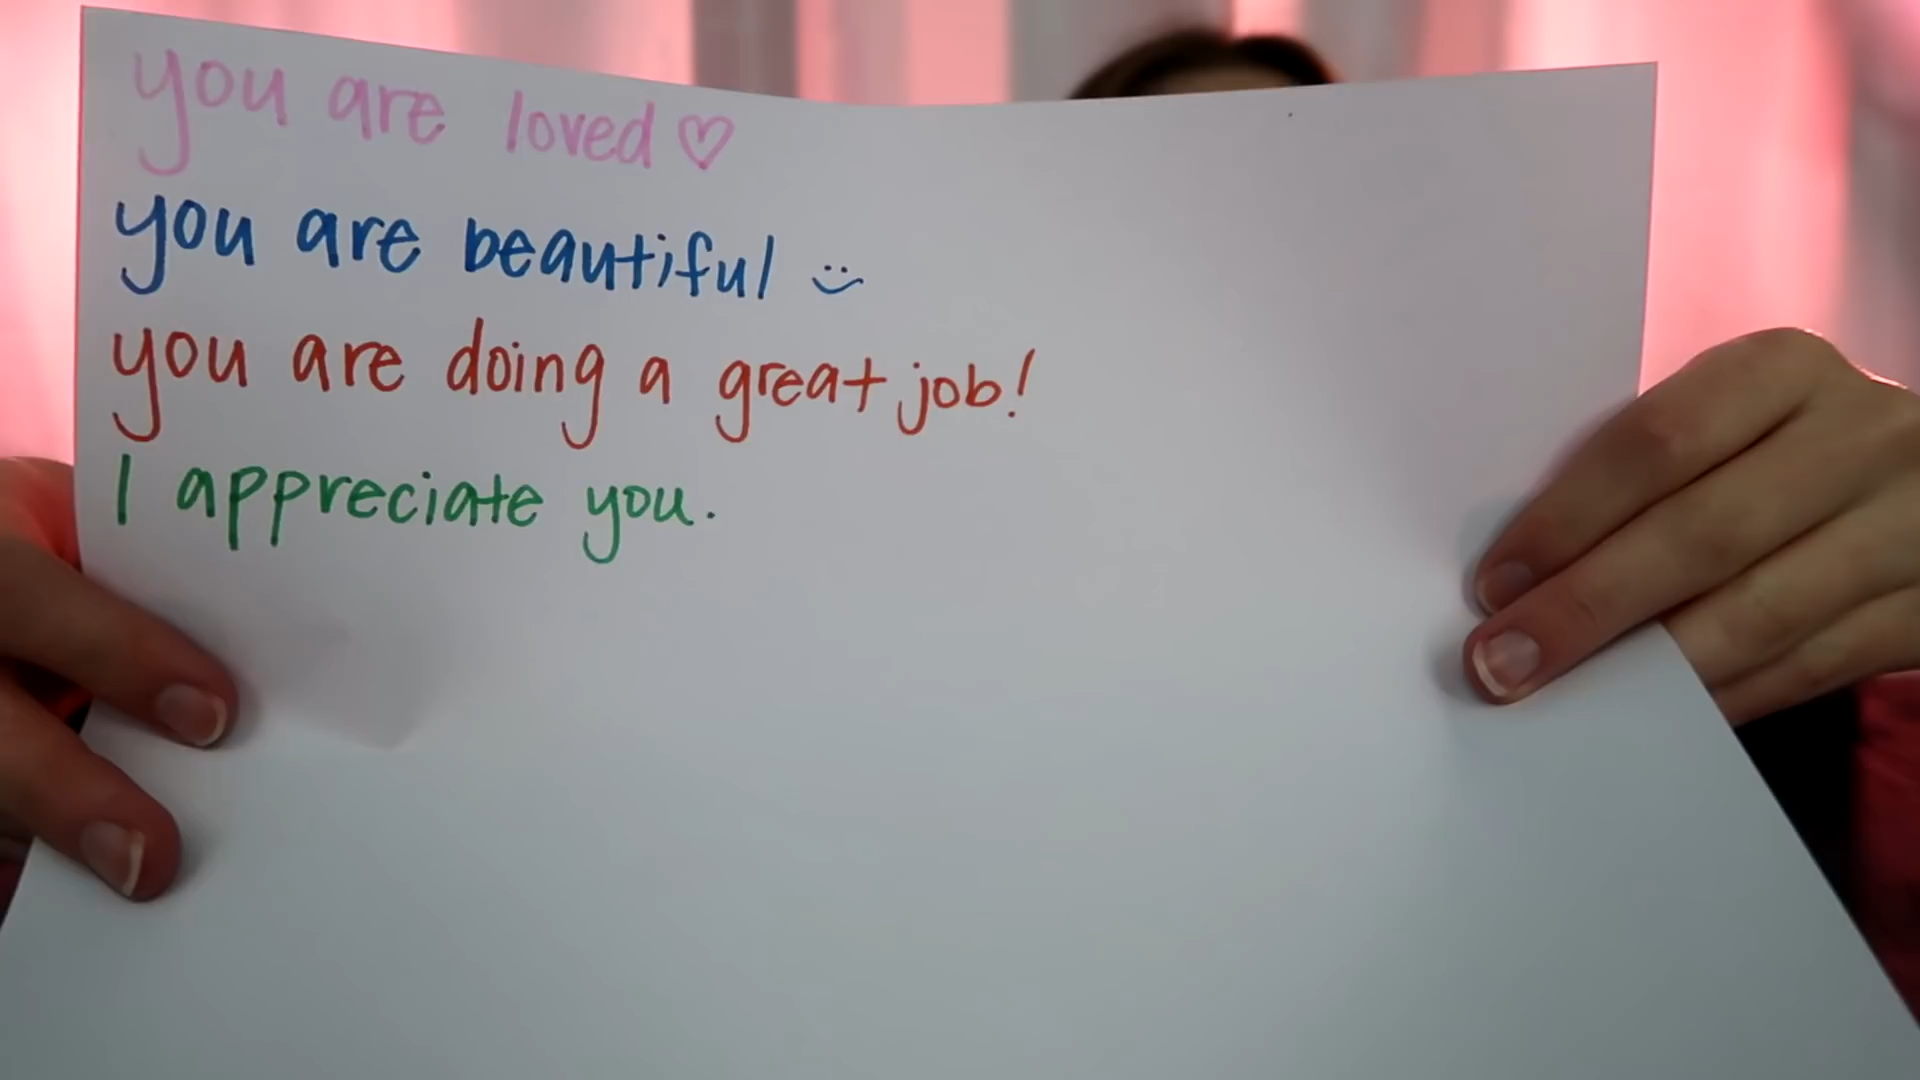 you are loved ♡
you are beautiful :)
you are doing a great job!
I appreciate you.